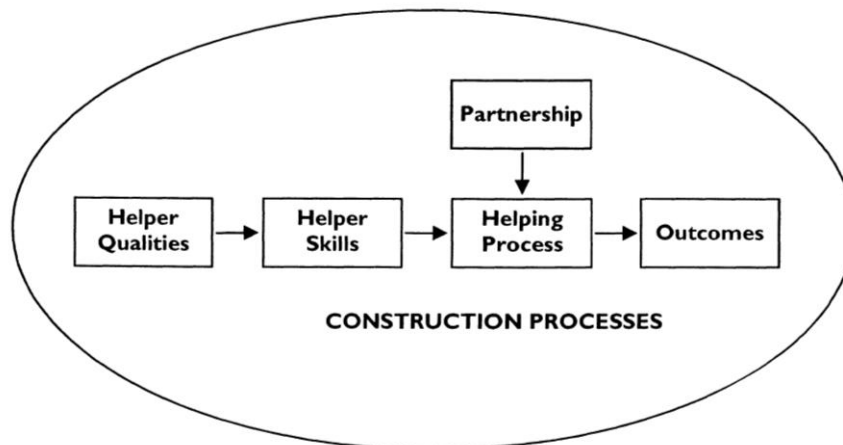 Partnership
Helper
Qualities
Helper
Skills
Helping
Process
Outcomes
CONSTRUCTION PROCESSES